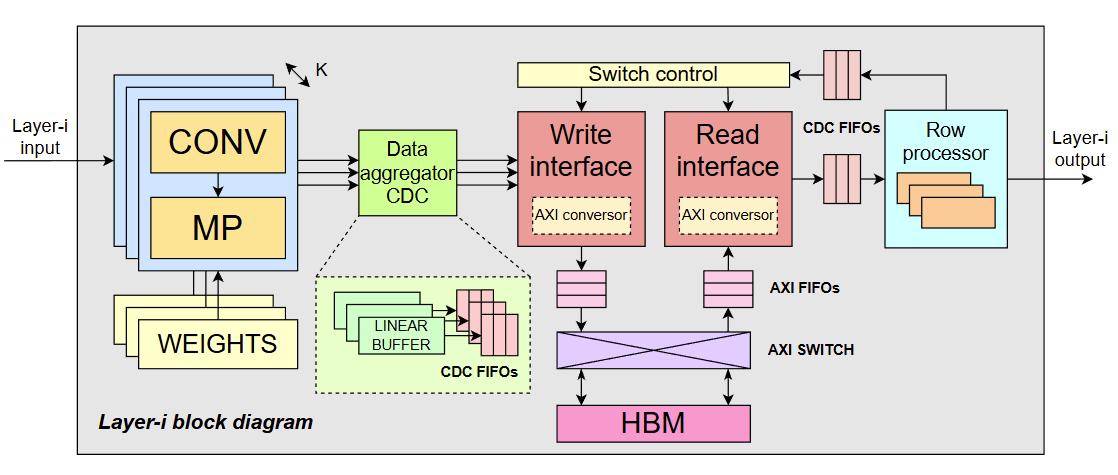 Layer-i
input
K
CONV
MP
WEIGHTS
Data
aggregator
CDC
LINEAR
BUFFER
CDC FIFOs
Switch control
Write
interface
AXI conversor
Read
interface
AXI conversor
CDC FIFOs
Row
processor
Layer-i
output
AXI FIFOs
AXI SWITCH
HBM
Layer-i block diagram